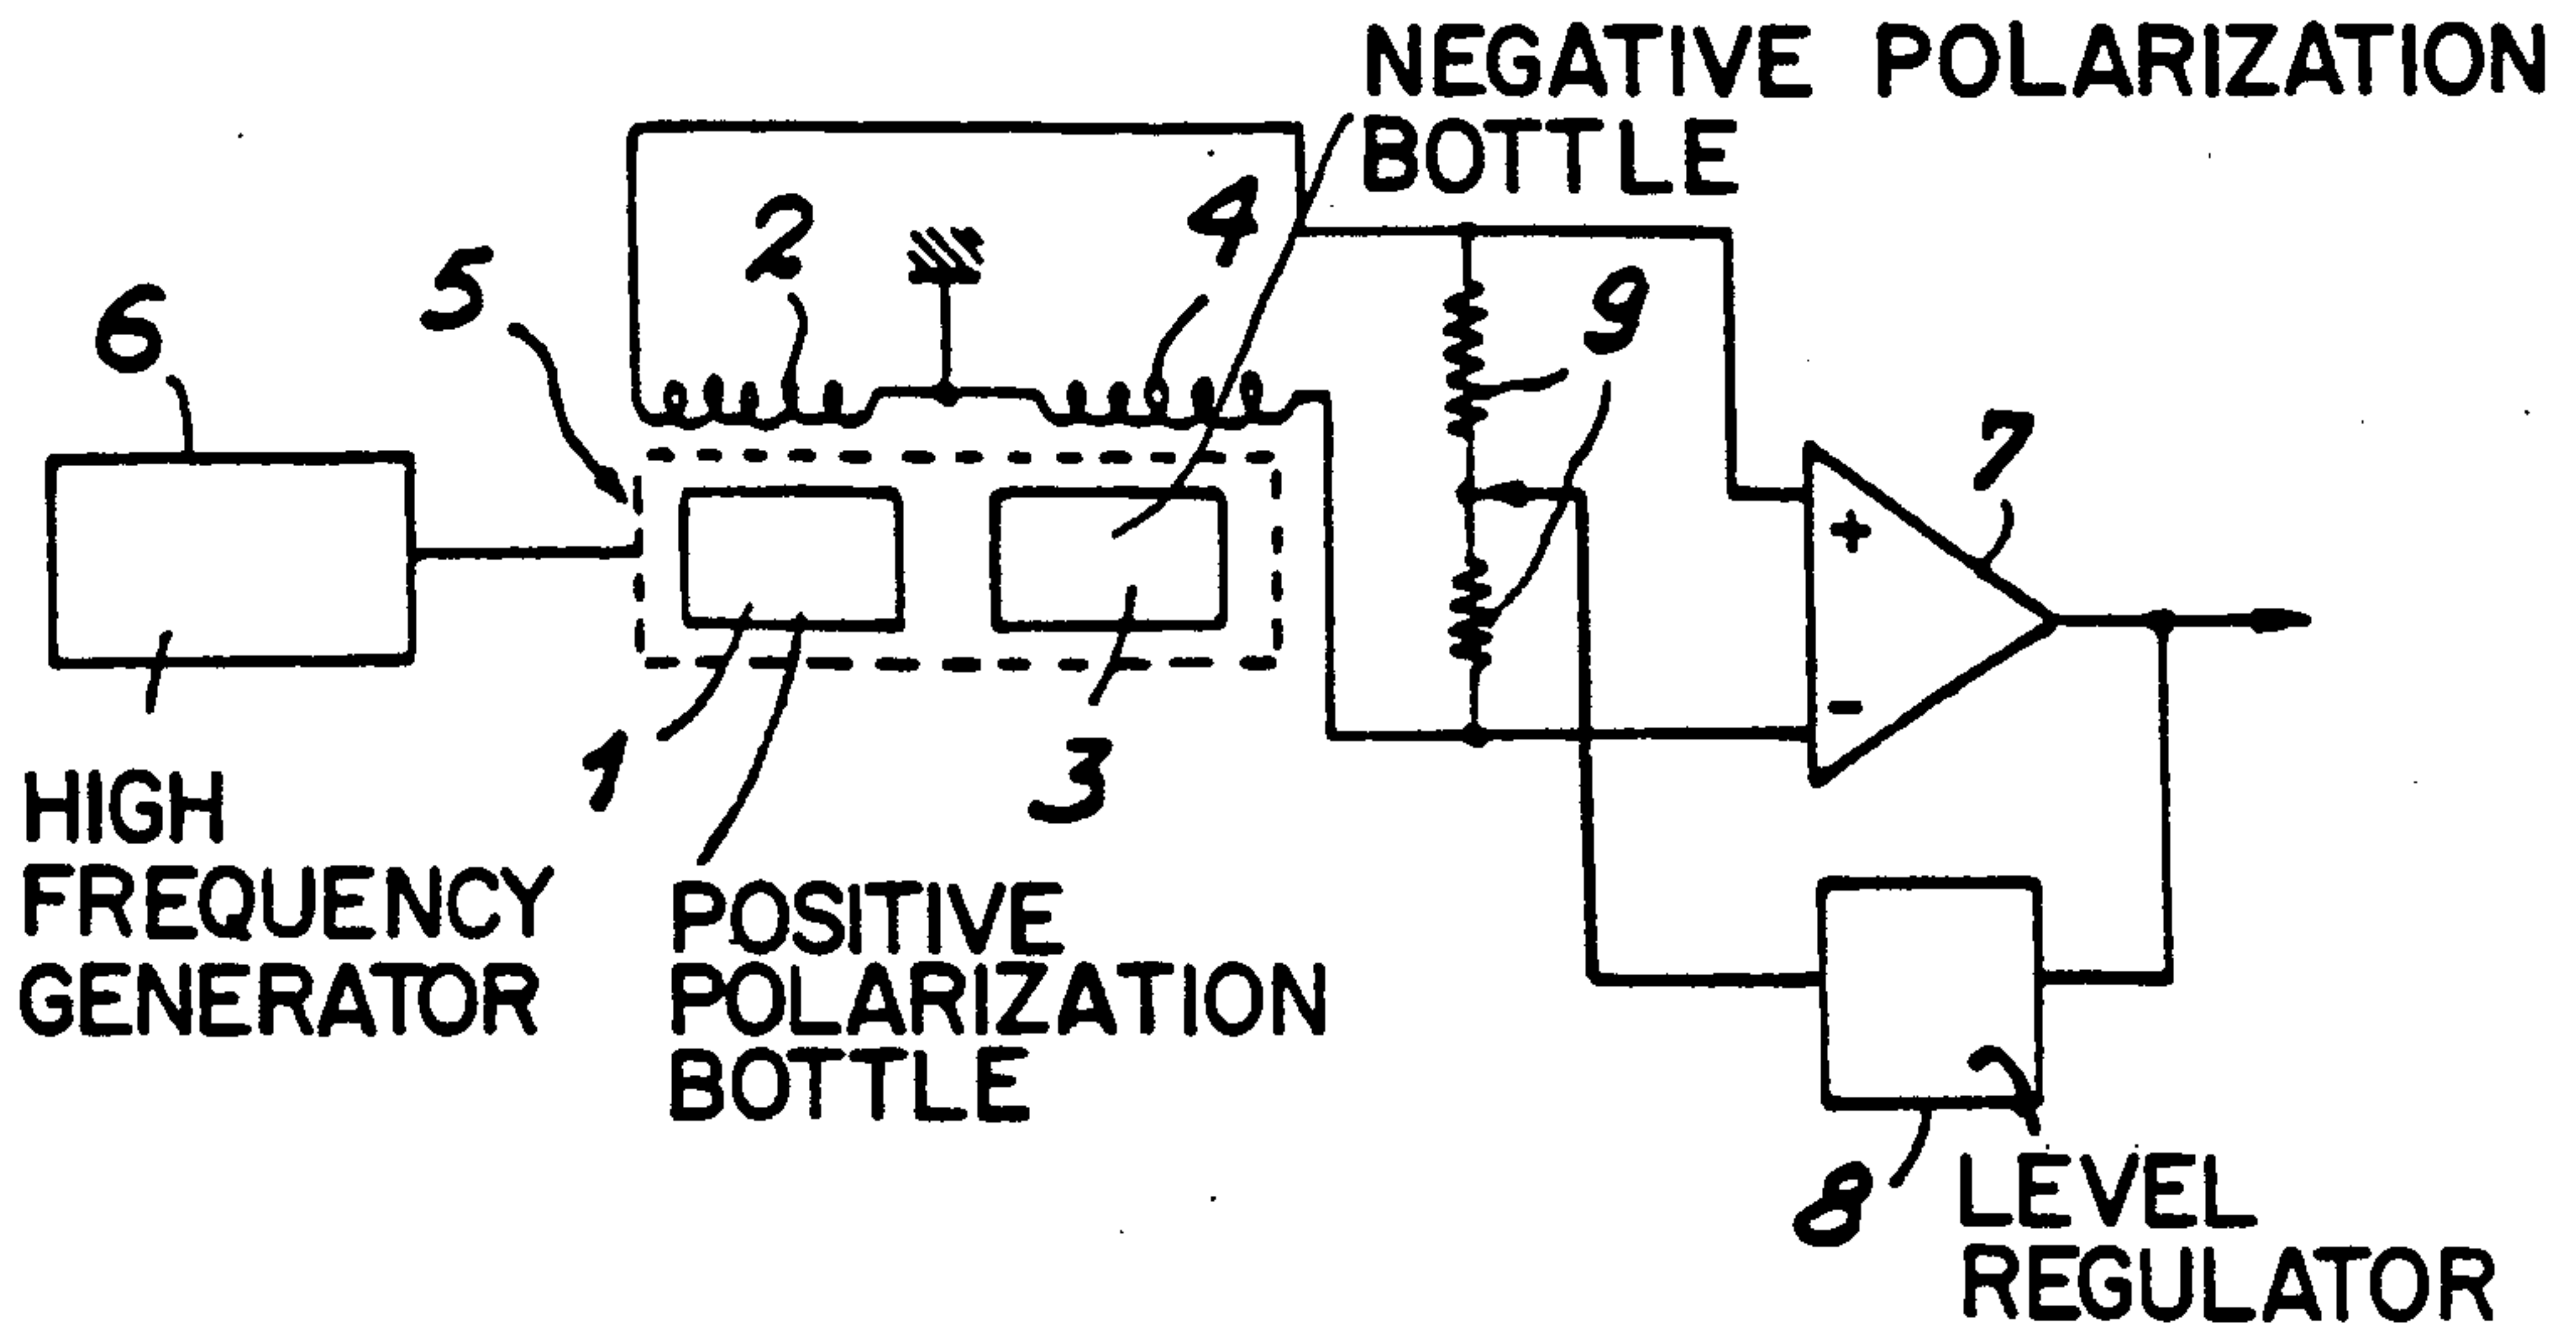 NEGATIVE POLARIZATION
BOTTLE
2
4
5
9
6
7
+
-
1
3
HIGH
FREQUENCY
GENERATOR
POSITIVE
POLARIZATION
BOTTLE
8
LEVEL
REGULATOR